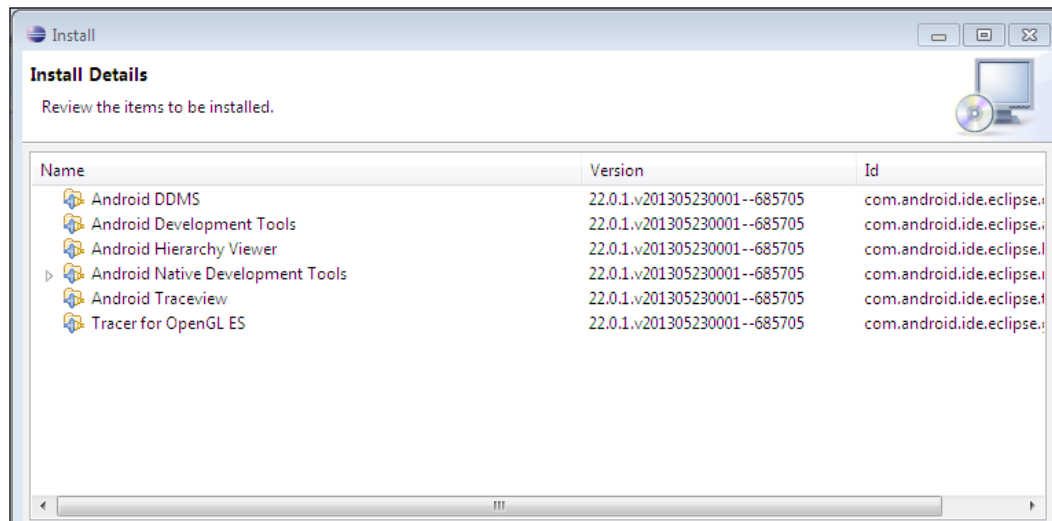 Install
Install Details
Review the items to be installed.
Name Version Id
Android DDMS 22.0.1.v201305230001--685705 com.android.ide.eclipse.
Android Development Tools 22.0.1.v201305230001--685705 com.android.ide.eclipse.
Android Hierarchy Viewer 22.0.1.v201305230001--685705 com.android.ide.eclipse.
Android Native Development Tools 22.0.1.v201305230001--685705 com.android.ide.eclipse.
Android Traceview 22.0.1.v201305230001--685705 com.android.ide.eclipse.t
Tracer for OpenGL ES 22.0.1.v201305230001--685705 com.android.ide.eclipse.